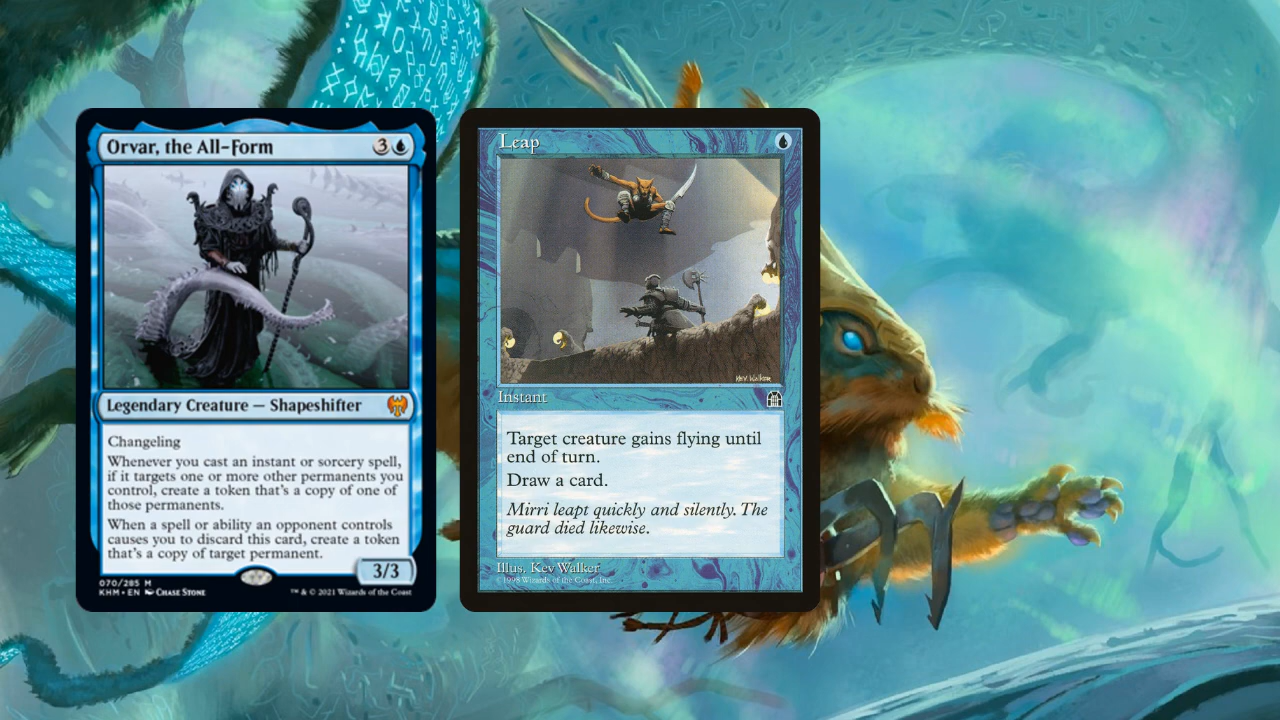 Orvar, the All-Form 3
Legendary Creature — Shapeshifter
Changeling
Whenever you cast an instant or sorcery spell,
if it targets one or more other permanents you
control, create a token that's a copy of one of
those permanents.
When a spell or ability an opponent controls
causes you to discard this card, create a token
that's a copy of target permanent.
3/3
070/285 M
KHM • EN Chase Stone
™ & © 2021 Wizards of the Coast
Leap
Kev Walker
Instant
Target creature gains flying until
end of turn.
Draw a card.
Mirri leapt quickly and silently. The
guard died likewise.
Illus. Kev Walker
©1998 Wizards of the Coast, Inc.